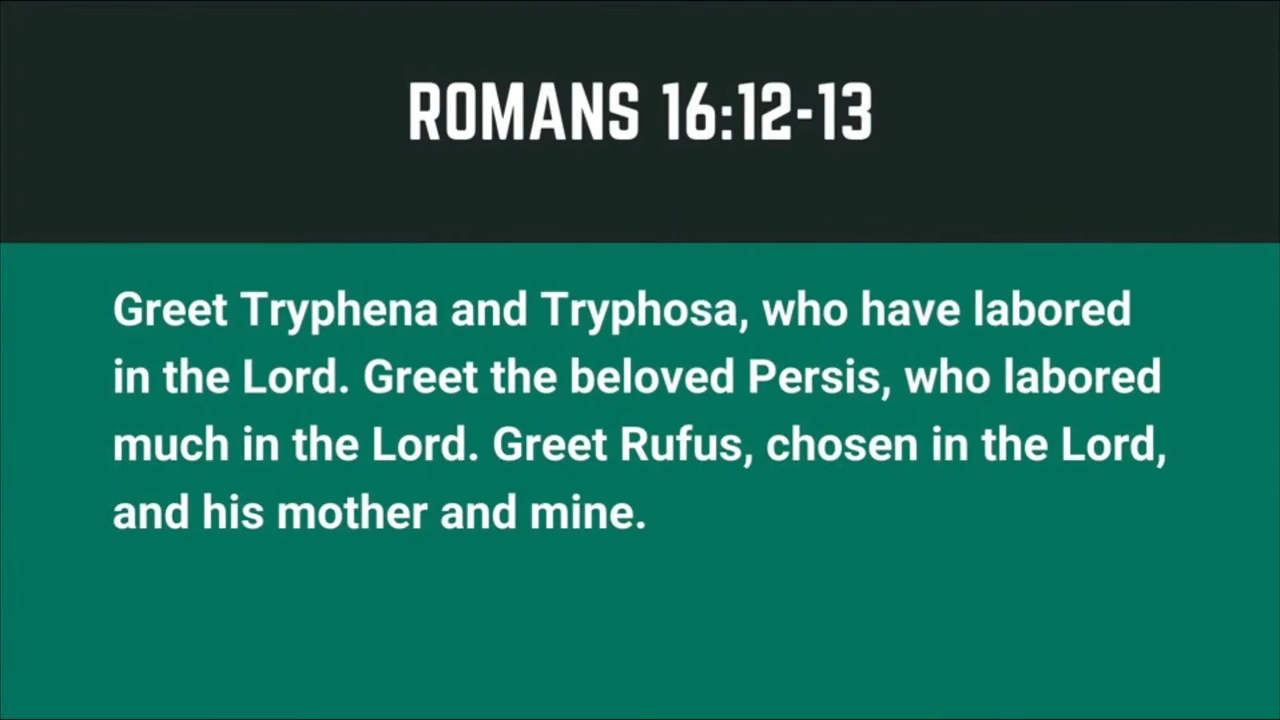 ROMANS 16:12-13
Greet Tryphena and Tryphosa, who have labored
in the Lord. Greet the beloved Persis, who labored
much in the Lord. Greet Rufus, chosen in the Lord,
and his mother and mine.